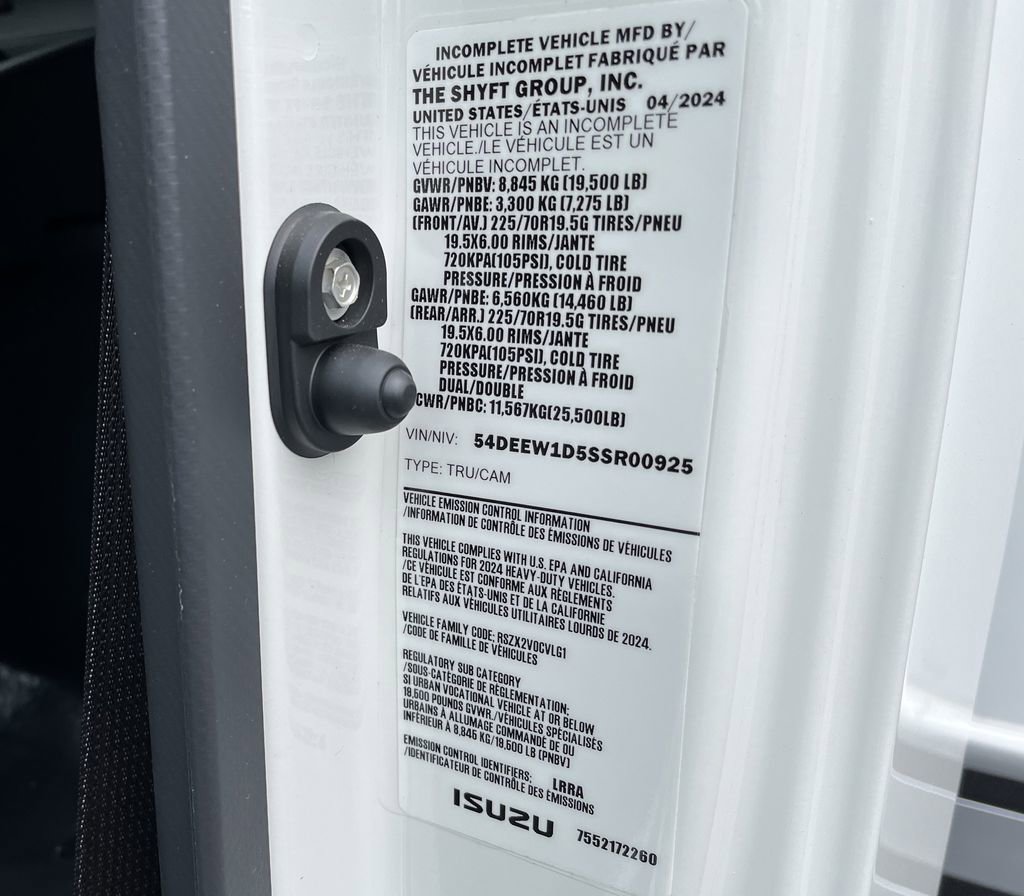 INCOMPLETE VEHICLE MFD BY/
VÉHICULE INCOMPLET FABRIQUÉ PAR
THE SHYFT GROUP, INC.
UNITED STATES/ÉTATS-UNIS 04/2024
THIS VEHICLE IS AN INCOMPLETE
VEHICLE./LE VÉHICULE EST UN
VÉHICULE INCOMPLET.
GVWR/PNBV: 8,845 KG (19,500 LB)
GAWR/PNBE: 3,300 KG (7,275 LB)
(FRONT/AV.) 225/70R19.5G TIRES/PNEU
19.5X6.00 RIMS/JANTE
720KPA(105PSI), COLD TIRE
PRESSURE/PRESSION À FROID
GAWR/PNBE: 6,560KG (14,460 LB)
(REAR/ARR.) 225/70R19.5G TIRES/PNEU
19.5X6.00 RIMS/JANTE
720KPA(105PSI), COLD TIRE
PRESSURE/PRESSION À FROID
DUAL/DOUBLE
CWR/PNBC: 11,567KG(25,500LB)
VIN/NIV: 54DEEW1D5SSR00925
TYPE: TRU/CAM
VEHICLE EMISSION CONTROL INFORMATION
/INFORMATION DE CONTRÔLE DES ÉMISSIONS DE VÉHICULES
THIS VEHICLE COMPLIES WITH U.S. EPA AND CALIFORNIA
REGULATIONS FOR 2024 HEAVY-DUTY VEHICLES.
/CE VÉHICULE EST CONFORME AUX RÈGLEMENTS
DE L'EPA DES ÉTATS-UNIS ET DE LA CALIFORNIE
RELATIFS AUX VÉHICULES UTILITAIRES LOURDS DE 2024.
VEHICLE FAMILY CODE: RSZX2VOCVLG1
/CODE DE FAMILLE DE VÉHICULES
REGULATORY SUB CATEGORY
/SOUS-CATÉGORIE DE RÈGLEMENTATION:
SI URBAN VOCATIONAL VEHICLE AT OR BELOW
19,500 POUNDS GVWR./VÉHICULES SPÉCIALISÉS
URBAINS À ALLUMAGE COMMANDÉ DE OU
INFÉRIEUR À 8,845 KG/19,500 LB (PNBV)
EMISSION CONTROL IDENTIFIERS: LRRA
/IDENTIFICATEUR DE CONTRÔLE DES ÉMISSIONS
ISUZU 7552172260